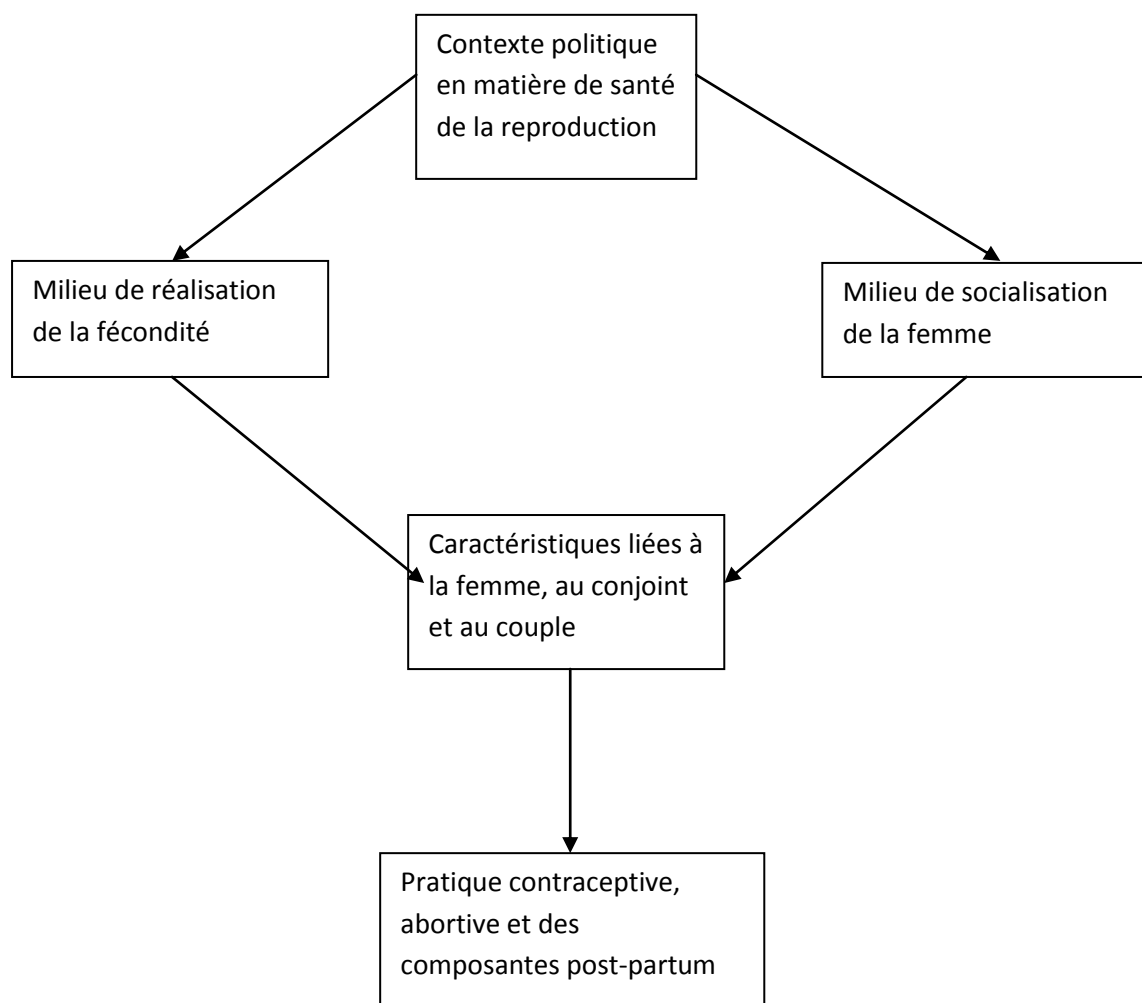 Contexte politique
en matière de santé
de la reproduction
Milieu de réalisation
de la fécondité
Milieu de socialisation
de la femme
Caractéristiques liées à
la femme, au conjoint
et au couple
Pratique contraceptive,
abortive et des
composantes post-partum